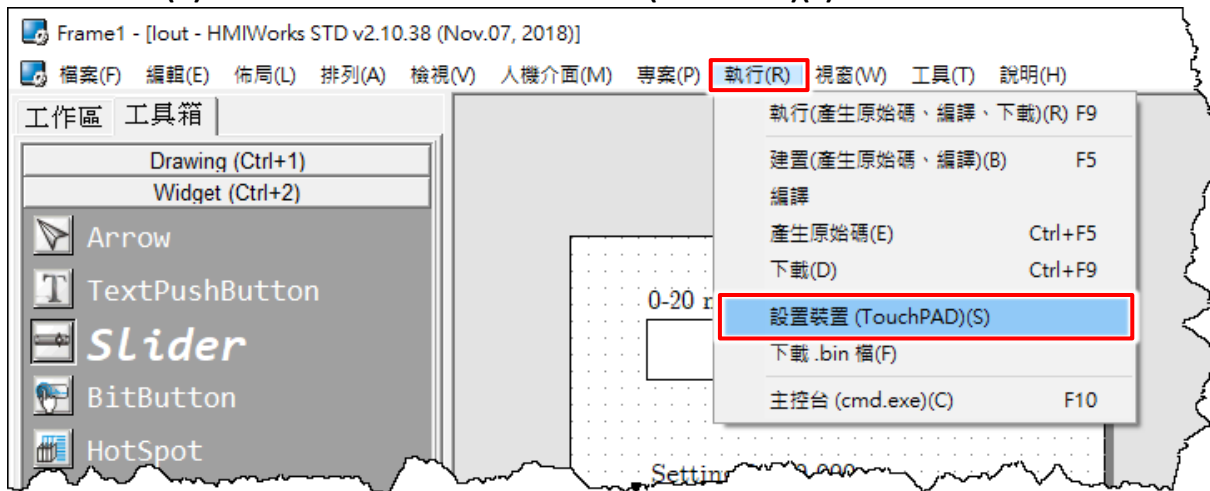 Frame1 - [Iout - HMIWorks STD v2.10.38 (Nov.07, 2018)]
檔案(F) 編輯(E) 佈局(L) 排列(A) 檢視(V) 人機介面(M) 專案(P) 執行(R) 視窗(W) 工具(T) 說明(H)
工作區 工具箱
Drawing (Ctrl+1)
Widget (Ctrl+2)
Arrow
TextPushButton
Slider
BitButton
HotSpot
執行(產生原始碼、編譯、下載)(R) F9
建置(產生原始碼、編譯)(B) F5
編譯
產生原始碼(E) Ctrl+F5
下載(D) Ctrl+F9
設置裝置 (TouchPAD)(S)
下載 .bin 檔(F)
主控台 (cmd.exe)(C) F10
0-20